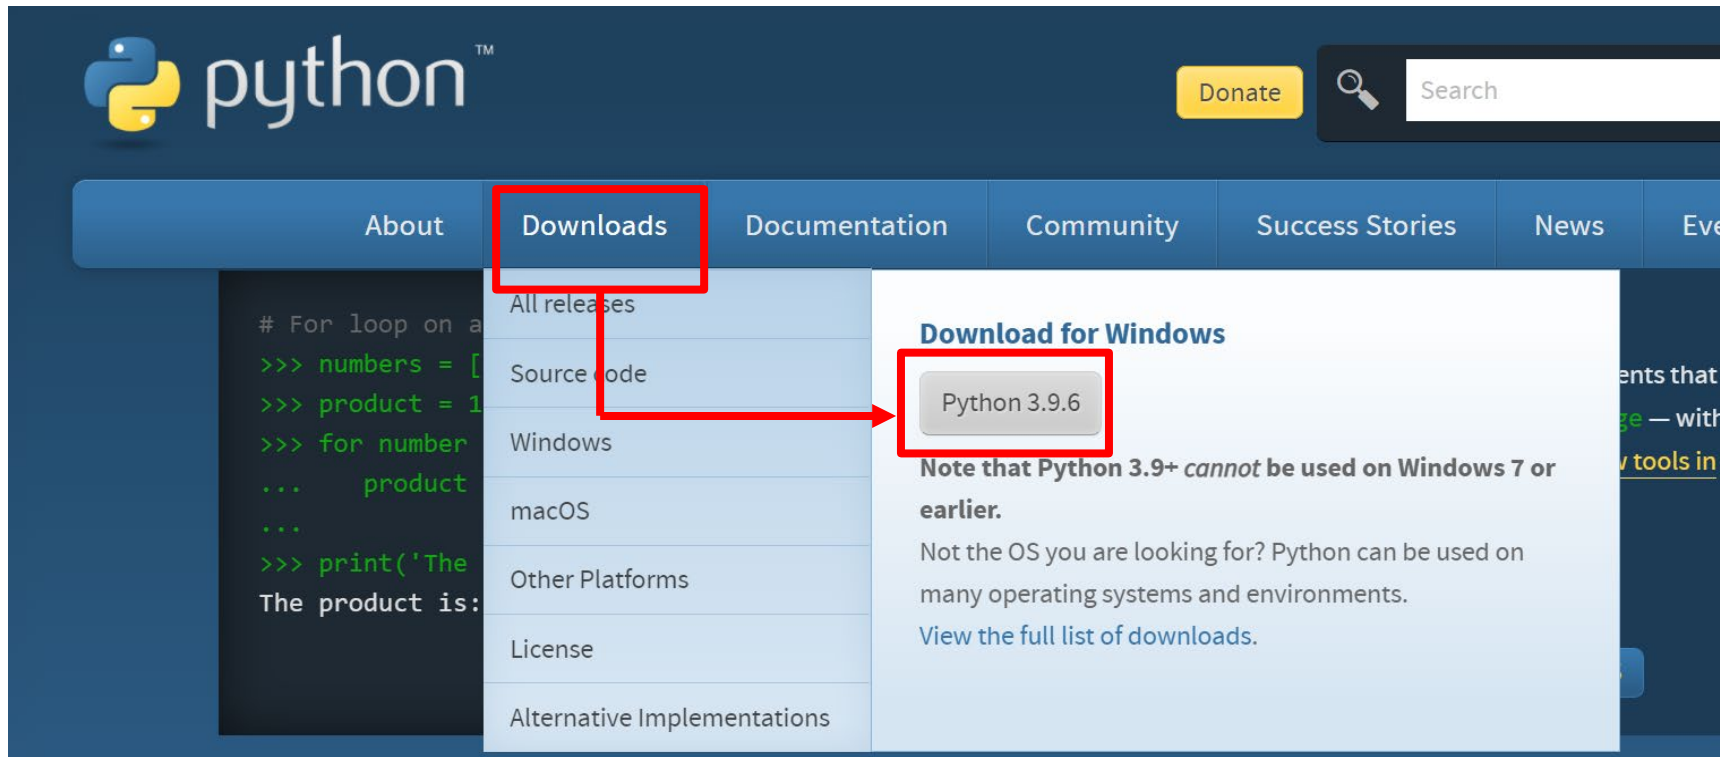 python™
Donate
Search
About Downloads Documentation Community Success Stories News
# For loop on a
>>> numbers = [
>>> product = 1
>>> for number
... product
...
>>> print('The
The product is:
All releases
Source code
Windows
macOS
Other Platforms
License
Alternative Implementations
Download for Windows
Python 3.9.6
Note that Python 3.9+ cannot be used on Windows 7 or
earlier.
Not the OS you are looking for? Python can be used on
many operating systems and environments.
View the full list of downloads.
that
— with
tools in